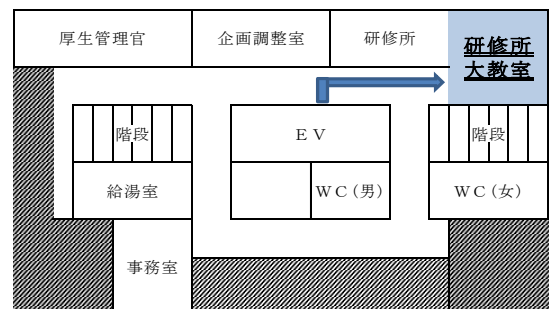 厚生管理官
企画調整室
研修所
研修所
大教室
階段
EV
階段
給湯室
WC(男)
WC(女)
事務室